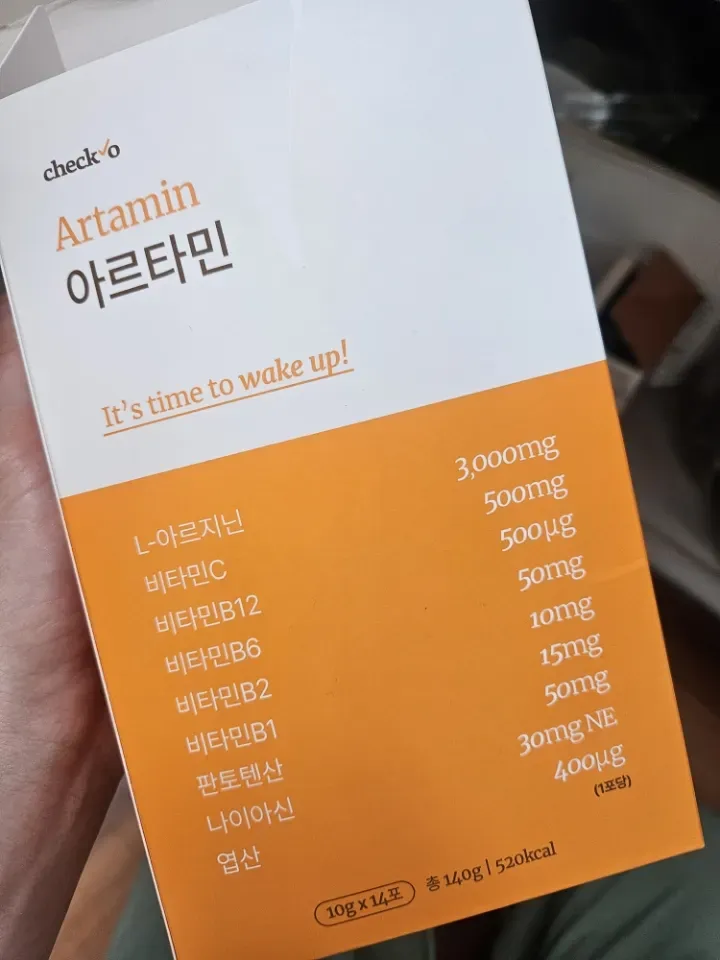 check✓o
Artamin
아르타민
It's time to wake up!
L-아르지닌 3,000mg
비타민C 500mg
비타민B12 500μg
비타민B6 50mg
비타민B2 10mg
비타민B1 15mg
판토텐산 50mg
나이아신 30mg NE
엽산 400μg
(1포당)
10g x 14포 총 140g | 520kcal